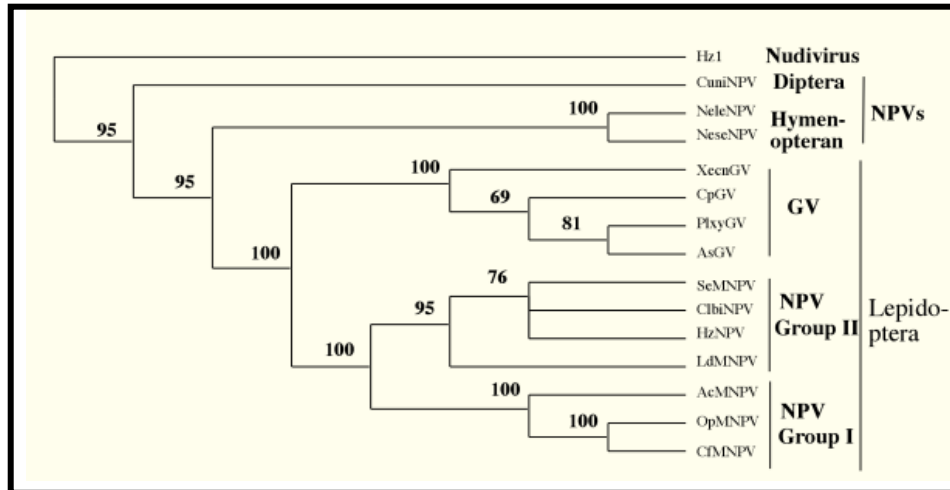 Hz1 Nudivirus
CuniNPV Diptera
100 NeleNPV Hymen-
NPVs
95 NeseNPV opteran
100 XecnGV
95 69 CpGV
GV
81 PlxyGV
100 AsGV
76 SeMNPV
95 ClbiNPV NPV
Lepido-
HzNPV Group II
ptera
100 LdMNPV
100 AcMNPV
NPV
100 OpMNPV
Group I
CfMNPV